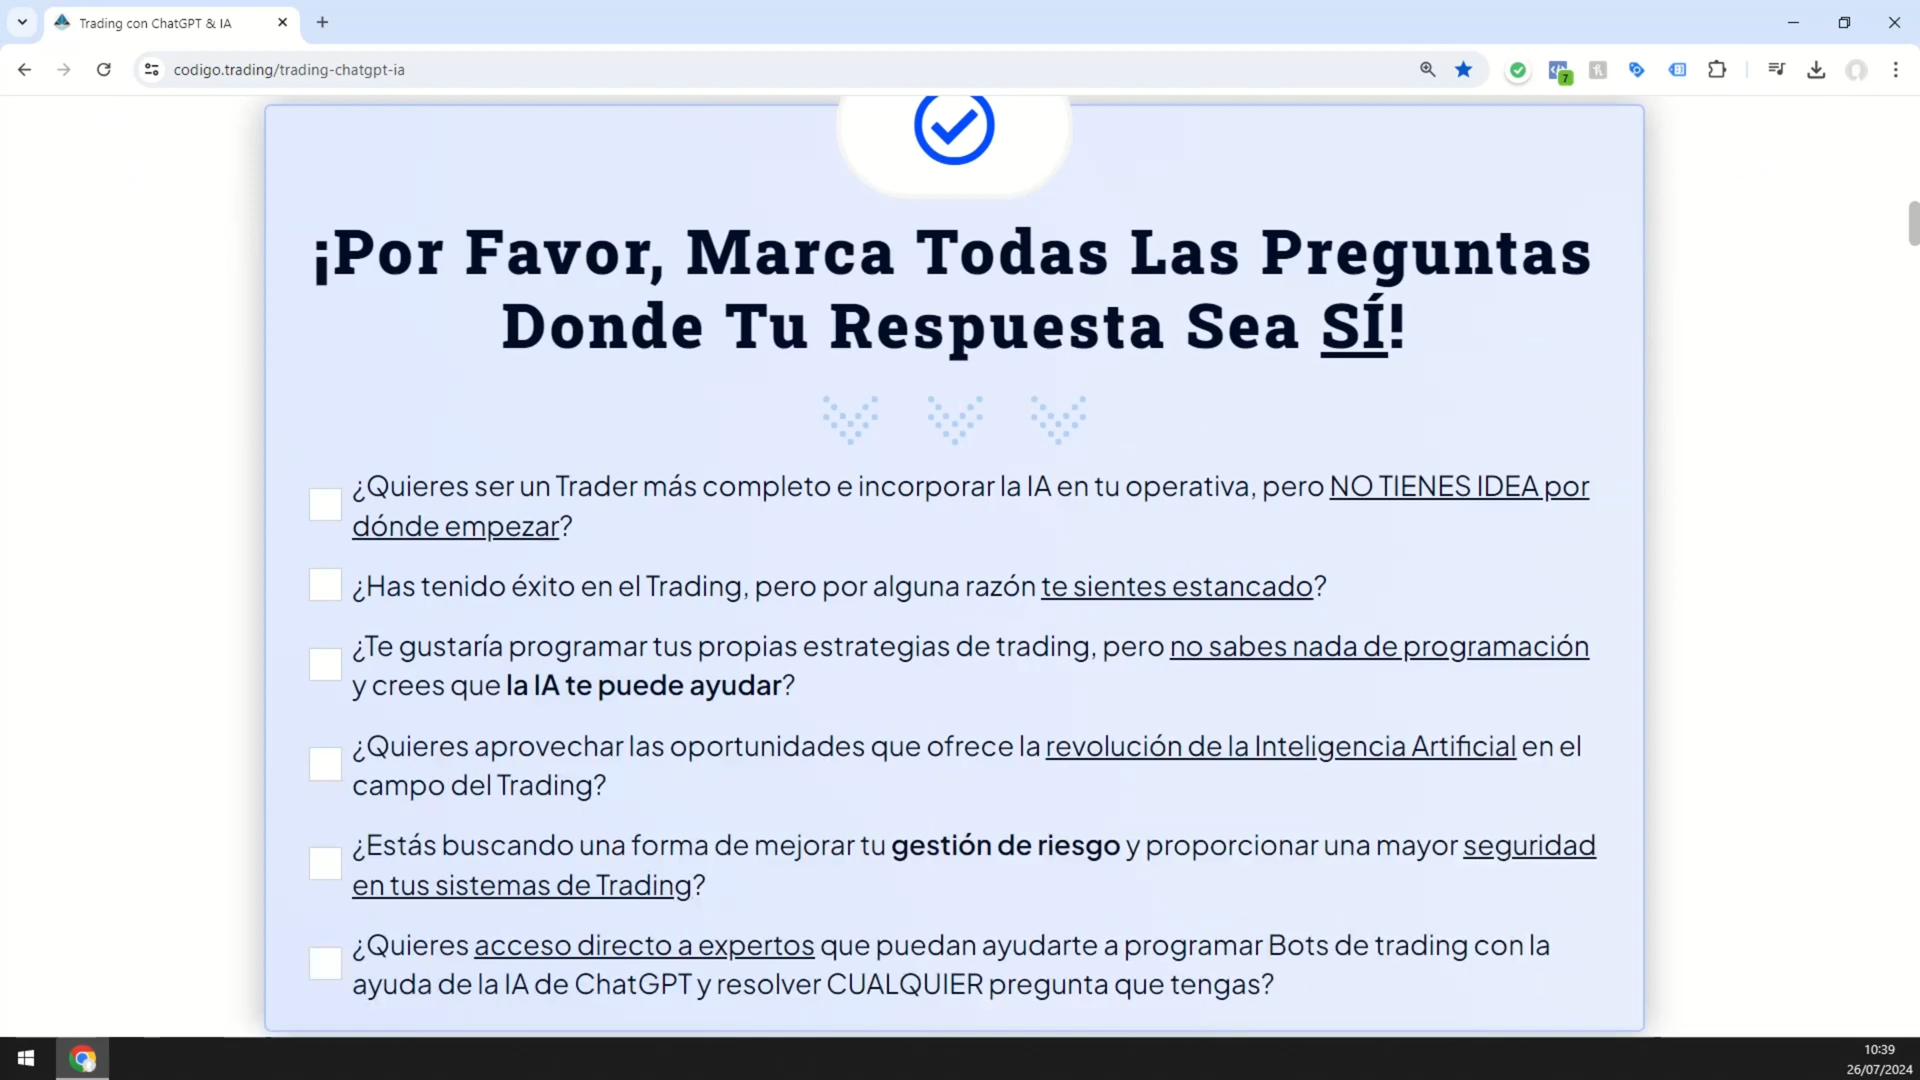 Trading con ChatGPT & IA
codigo.trading/trading-chatgpt-ia
7
¡Por Favor, Marca Todas Las Preguntas
Donde Tu Respuesta Sea SÍ!
¿Quieres ser un Trader más completo e incorporar la IA en tu operativa, pero NO TIENES IDEA por
dónde empezar?
¿Has tenido éxito en el Trading, pero por alguna razón te sientes estancado?
¿Te gustaría programar tus propias estrategias de trading, pero no sabes nada de programación
y crees que la IA te puede ayudar?
¿Quieres aprovechar las oportunidades que ofrece la revolución de la Inteligencia Artificial en el
campo del Trading?
¿Estás buscando una forma de mejorar tu gestión de riesgo y proporcionar una mayor seguridad
en tus sistemas de Trading?
¿Quieres acceso directo a expertos que puedan ayudarte a programar Bots de trading con la
ayuda de la IA de ChatGPT y resolver CUALQUIER pregunta que tengas?
10:39
26/07/2024